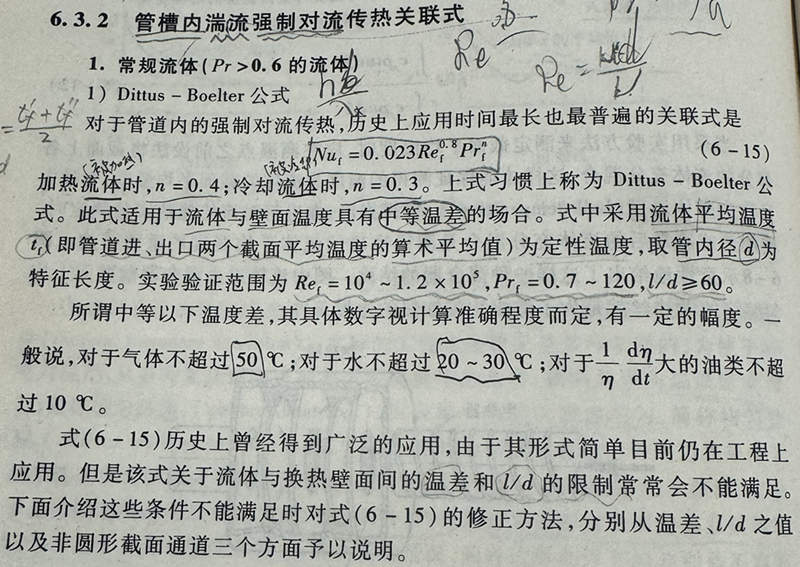 6.3.2 管槽内湍流强制对流传热关联式
Re
Re =
1. 常规流体(Pr>0.6 的流体)
1) Dittus-Boelter 公式
对于管道内的强制对流传热,历史上应用时间最长也最普遍的关联式是
Nu_f = 0.023Re_f^0.8 Pr_f^n (6-15)
加热流体时,n=0.4;冷却流体时,n=0.3。上式习惯上称为 Dittus-Boelter 公
式。此式适用于流体与壁面温度具有中等温差的场合。式中采用流体平均温度
t_f(即管道进、出口两个截面平均温度的算术平均值)为定性温度,取管内径 d 为
特征长度。实验验证范围为 Re_f=10^4~1.2×10^5,Pr_f=0.7~120,l/d≥60。
所谓中等以下温度差,其具体数字视计算准确程度而定,有一定的幅度。一
般说,对于气体不超过 50 ℃;对于水不超过 20~30 ℃;对于 1/η dη/dt 大的油类不超
过 10 ℃。
式(6-15)历史上曾经得到广泛的应用,由于其形式简单目前仍在工程上
应用。但是该式关于流体与换热壁面间的温差和 l/d 的限制常常会不能满足。
下面介绍这些条件不能满足时对式(6-15)的修正方法,分别从温差、l/d 之值
以及非圆形截面通道三个方面予以说明。